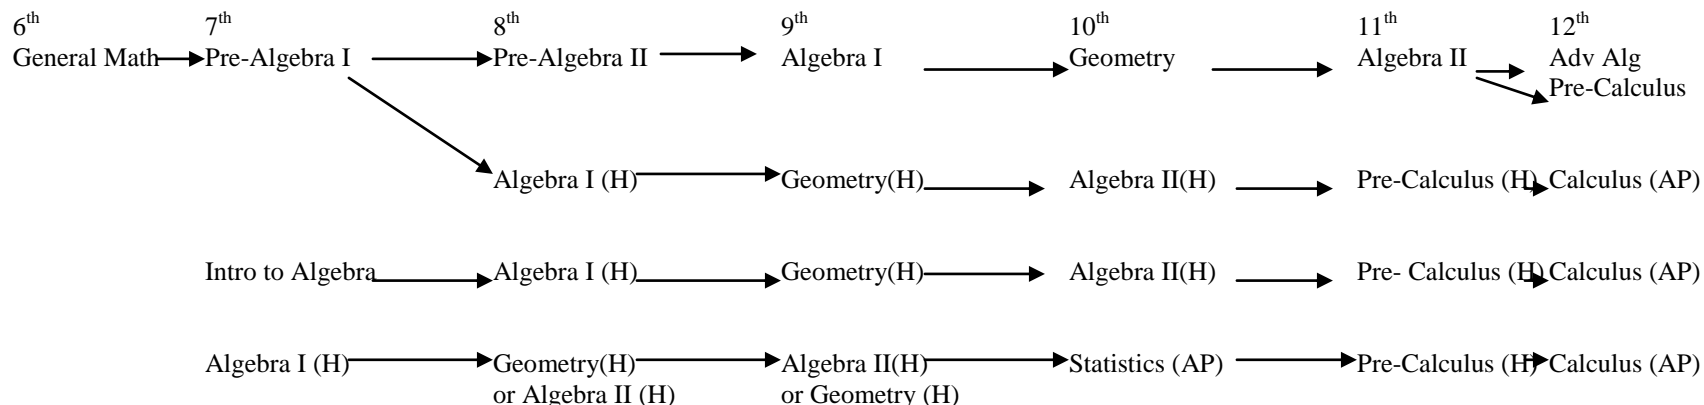 6th 7th 8th 9th 10th 11th 12th
General Math Pre-Algebra I Pre-Algebra II Algebra I Geometry Algebra II Adv Alg
Pre-Calculus
Algebra I (H) Geometry(H) Algebra II(H) Pre-Calculus (H) Calculus (AP)
Intro to Algebra Algebra I (H) Geometry(H) Algebra II(H) Pre- Calculus (H) Calculus (AP)
Algebra I (H) Geometry(H) Algebra II(H) Statistics (AP) Pre-Calculus (H) Calculus (AP)
or Algebra II (H) or Geometry (H)